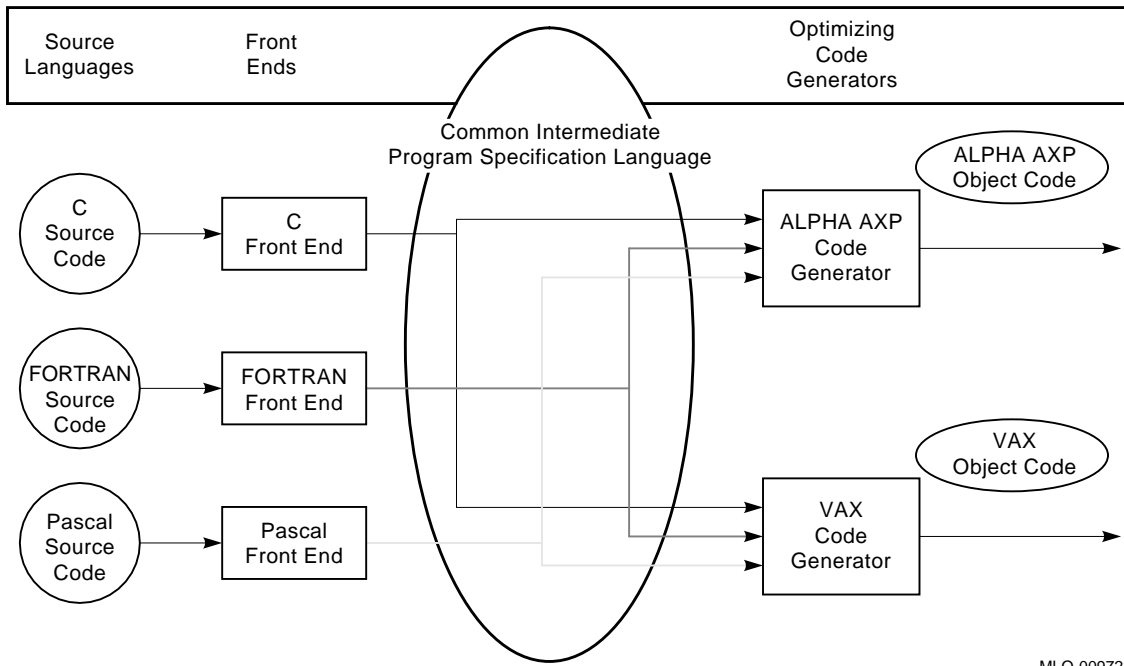 Source
Languages
Front
Ends
Optimizing
Code
Generators
Common Intermediate
Program Specification Language
ALPHA AXP
Object Code
C
Source
Code
C
Front End
ALPHA AXP
Code
Generator
FORTRAN
Source
Code
FORTRAN
Front End
VAX
Object Code
Pascal
Source
Code
Pascal
Front End
VAX
Code
Generator